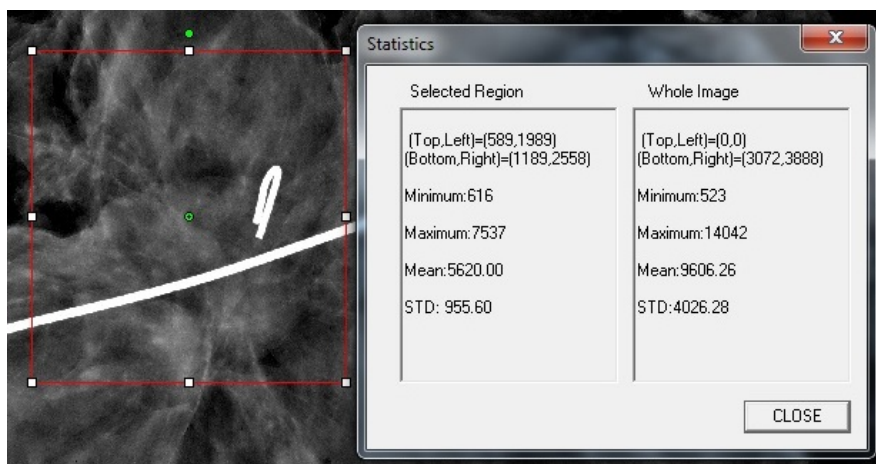 Statistics
Selected Region
(Top,Left)=(589,1989)
(Bottom,Right)=(1189,2558)
Minimum:616
Maximum:7537
Mean:5620.00
STD: 955.60
Whole Image
(Top,Left)=(0,0)
(Bottom,Right)=(3072,3888)
Minimum:523
Maximum:14042
Mean:9606.26
STD:4026.28
CLOSE